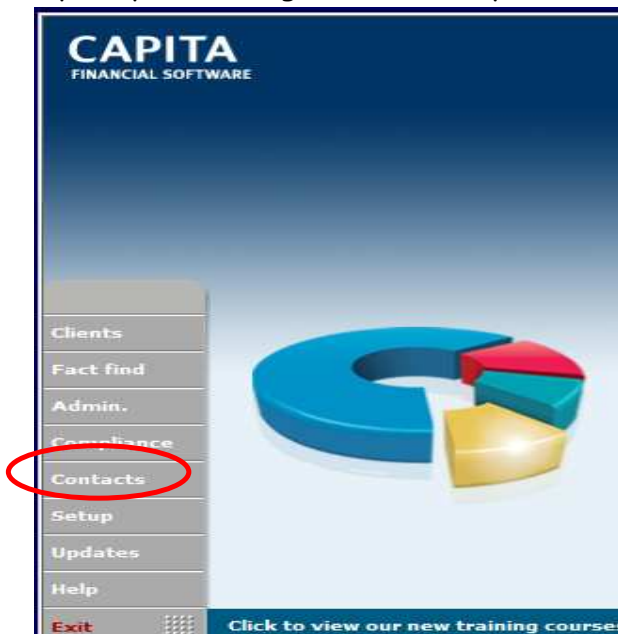 CAPITA
FINANCIAL SOFTWARE
Clients
Fact find
Admin.
Compliance
Contacts
Setup
Updates
Help
Exit
Click to view our new training courses